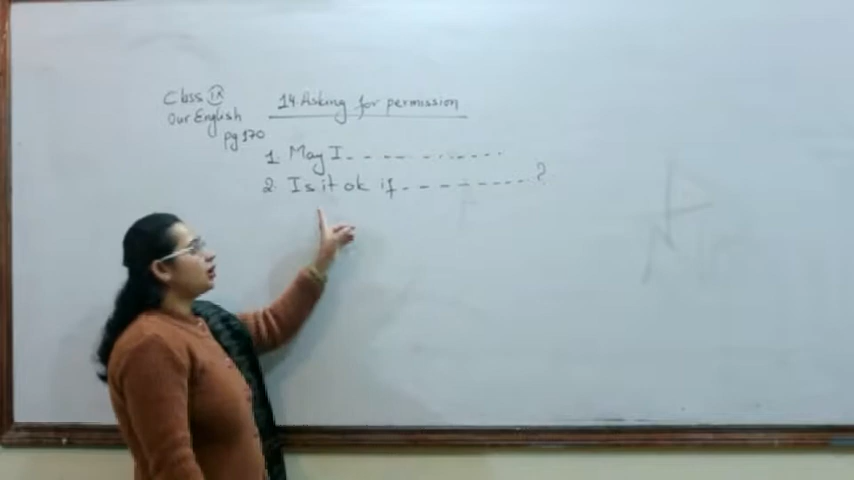 Class IX
Our English
pg 170
14. Asking for permission
1. May I - - - - - - - - - -
2. Is it ok if - - - - - - - - - ?